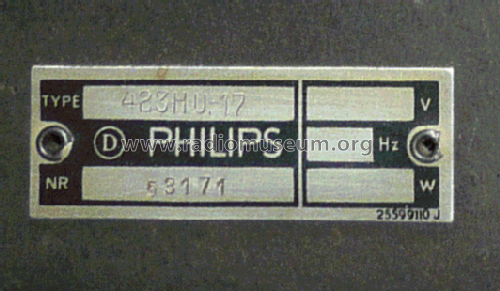 TYPE 423MU.17 V
D PHILIPS Hz
www.radiomuseum.org
NR 63171 W
25599110 J